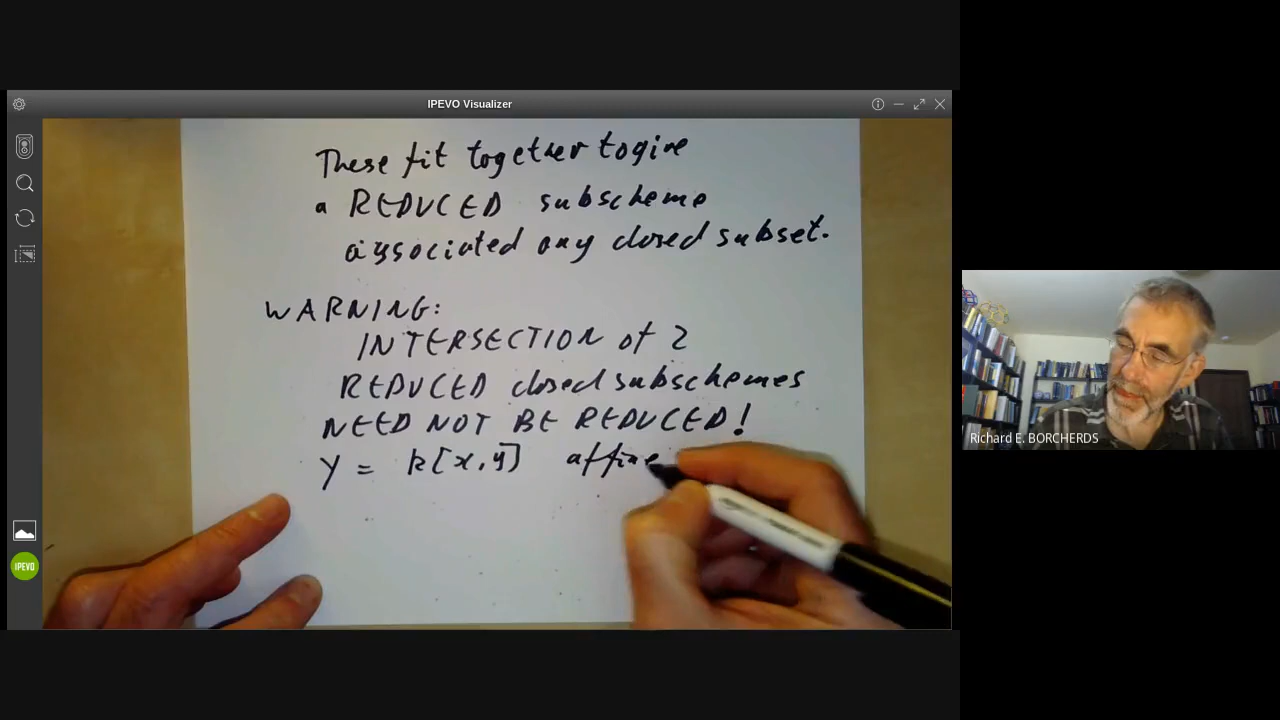 IPEVO Visualizer
These fit together to give
a REDUCED subscheme
associated any closed subset.
WARNING:
INTERSECTION of 2
REDUCED closed subschemes
NEED NOT BE REDUCED!
Y = k[x,y] affine
IPEVO
Richard E. BORCHERDS